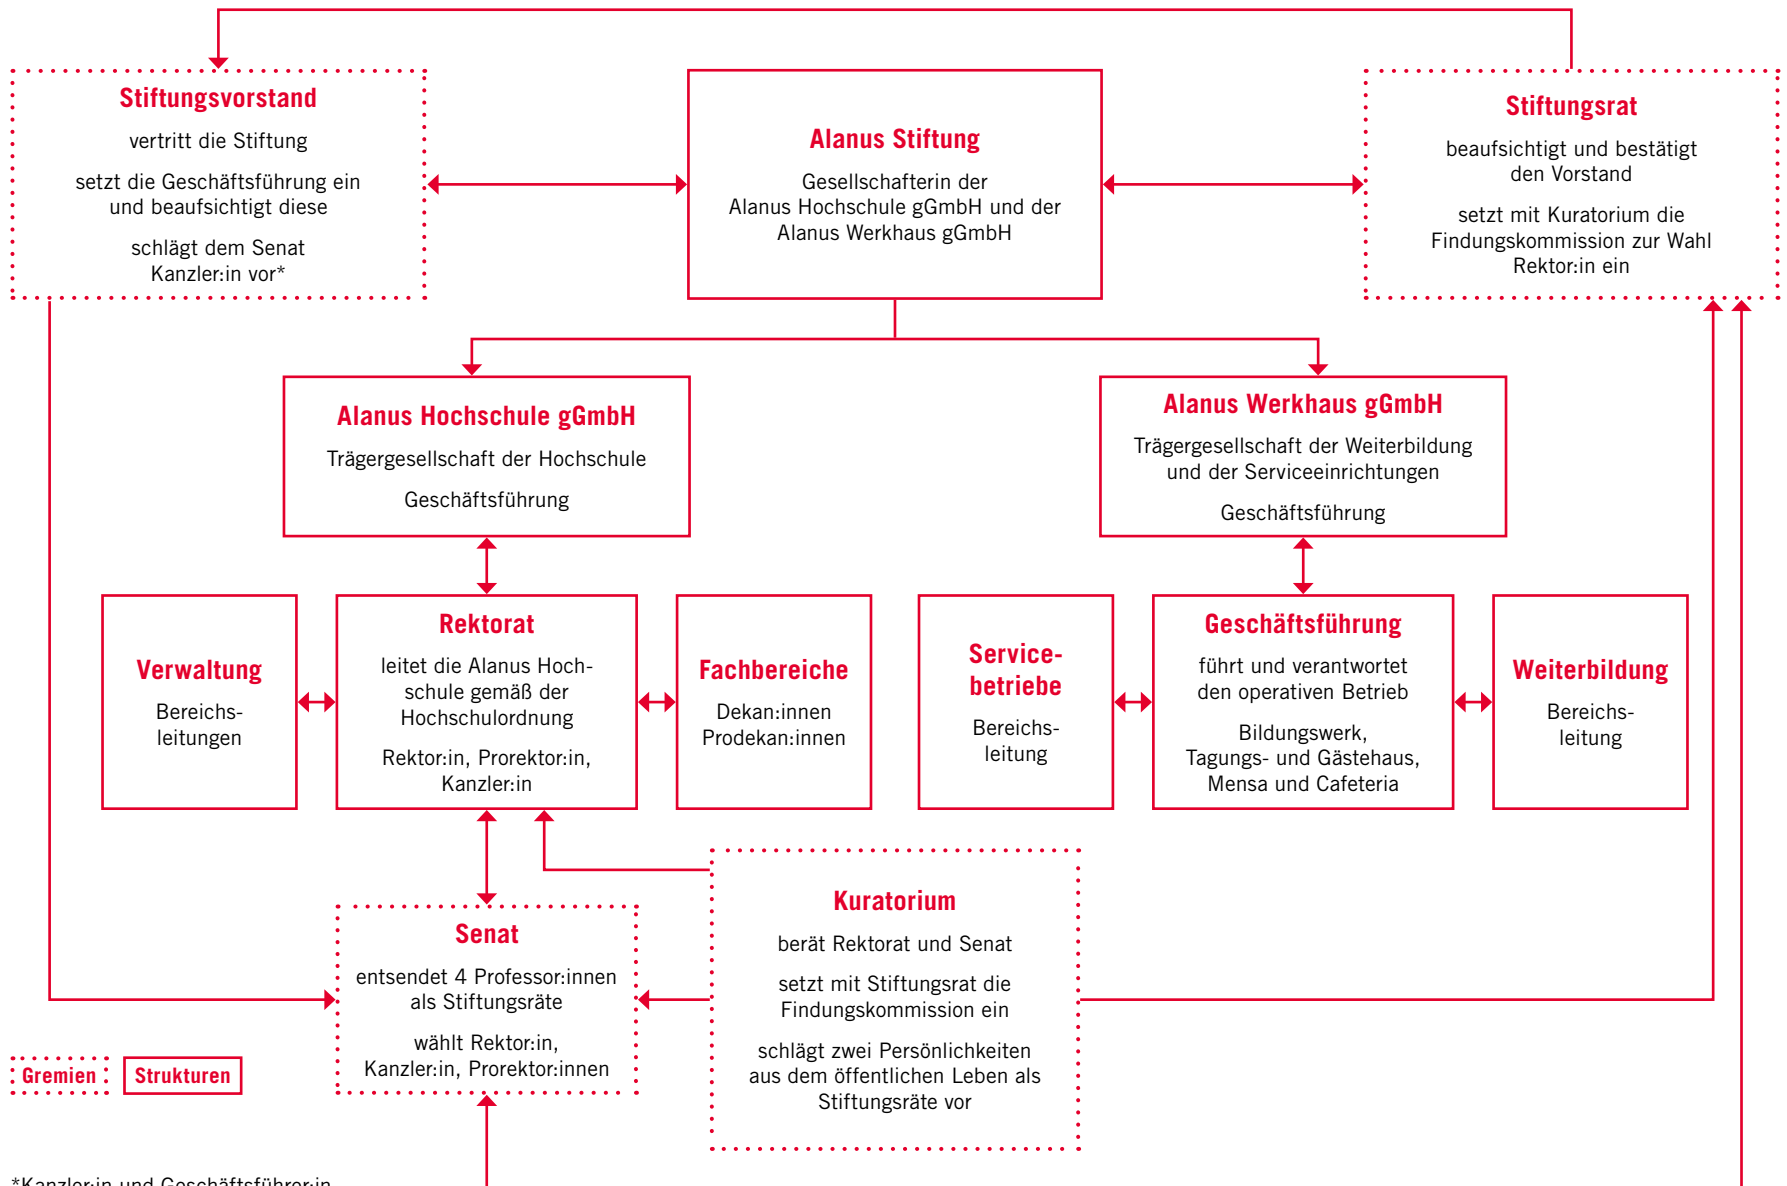 Stiftungsvorstand
vertritt die Stiftung
setzt die Geschäftsführung ein
und beaufsichtigt diese
schlägt dem Senat
Kanzler:in vor*
Alanus Stiftung
Gesellschafterin der
Alanus Hochschule gGmbH und der
Alanus Werkhaus gGmbH
Stiftungsrat
beaufsichtigt und bestätigt
den Vorstand
setzt mit Kuratorium die
Findungskommission zur Wahl
Rektor:in ein
Alanus Hochschule gGmbH
Trägergesellschaft der Hochschule
Geschäftsführung
Alanus Werkhaus gGmbH
Trägergesellschaft der Weiterbildung
und der Serviceeinrichtungen
Geschäftsführung
Verwaltung
Bereichs-
leitungen
Rektorat
leitet die Alanus Hoch-
schule gemäß der
Hochschulordnung
Rektor:in, Prorektor:in,
Kanzler:in
Fachbereiche
Dekan:innen
Prodekan:innen
Service-
betriebe
Bereichs-
leitung
Geschäftsführung
führt und verantwortet
den operativen Betrieb
Bildungswerk,
Tagungs- und Gästehaus,
Mensa und Cafeteria
Weiterbildung
Bereichs-
leitung
Senat
entsendet 4 Professor:innen
als Stiftungsräte
wählt Rektor:in,
Kanzler:in, Prorektor:innen
Kuratorium
berät Rektorat und Senat
setzt mit Stiftungsrat die
Findungskommission ein
schlägt zwei Persönlichkeiten
aus dem öffentlichen Leben als
Stiftungsräte vor
Gremien
Strukturen
*Kanzler:in und Geschäftsführer:in